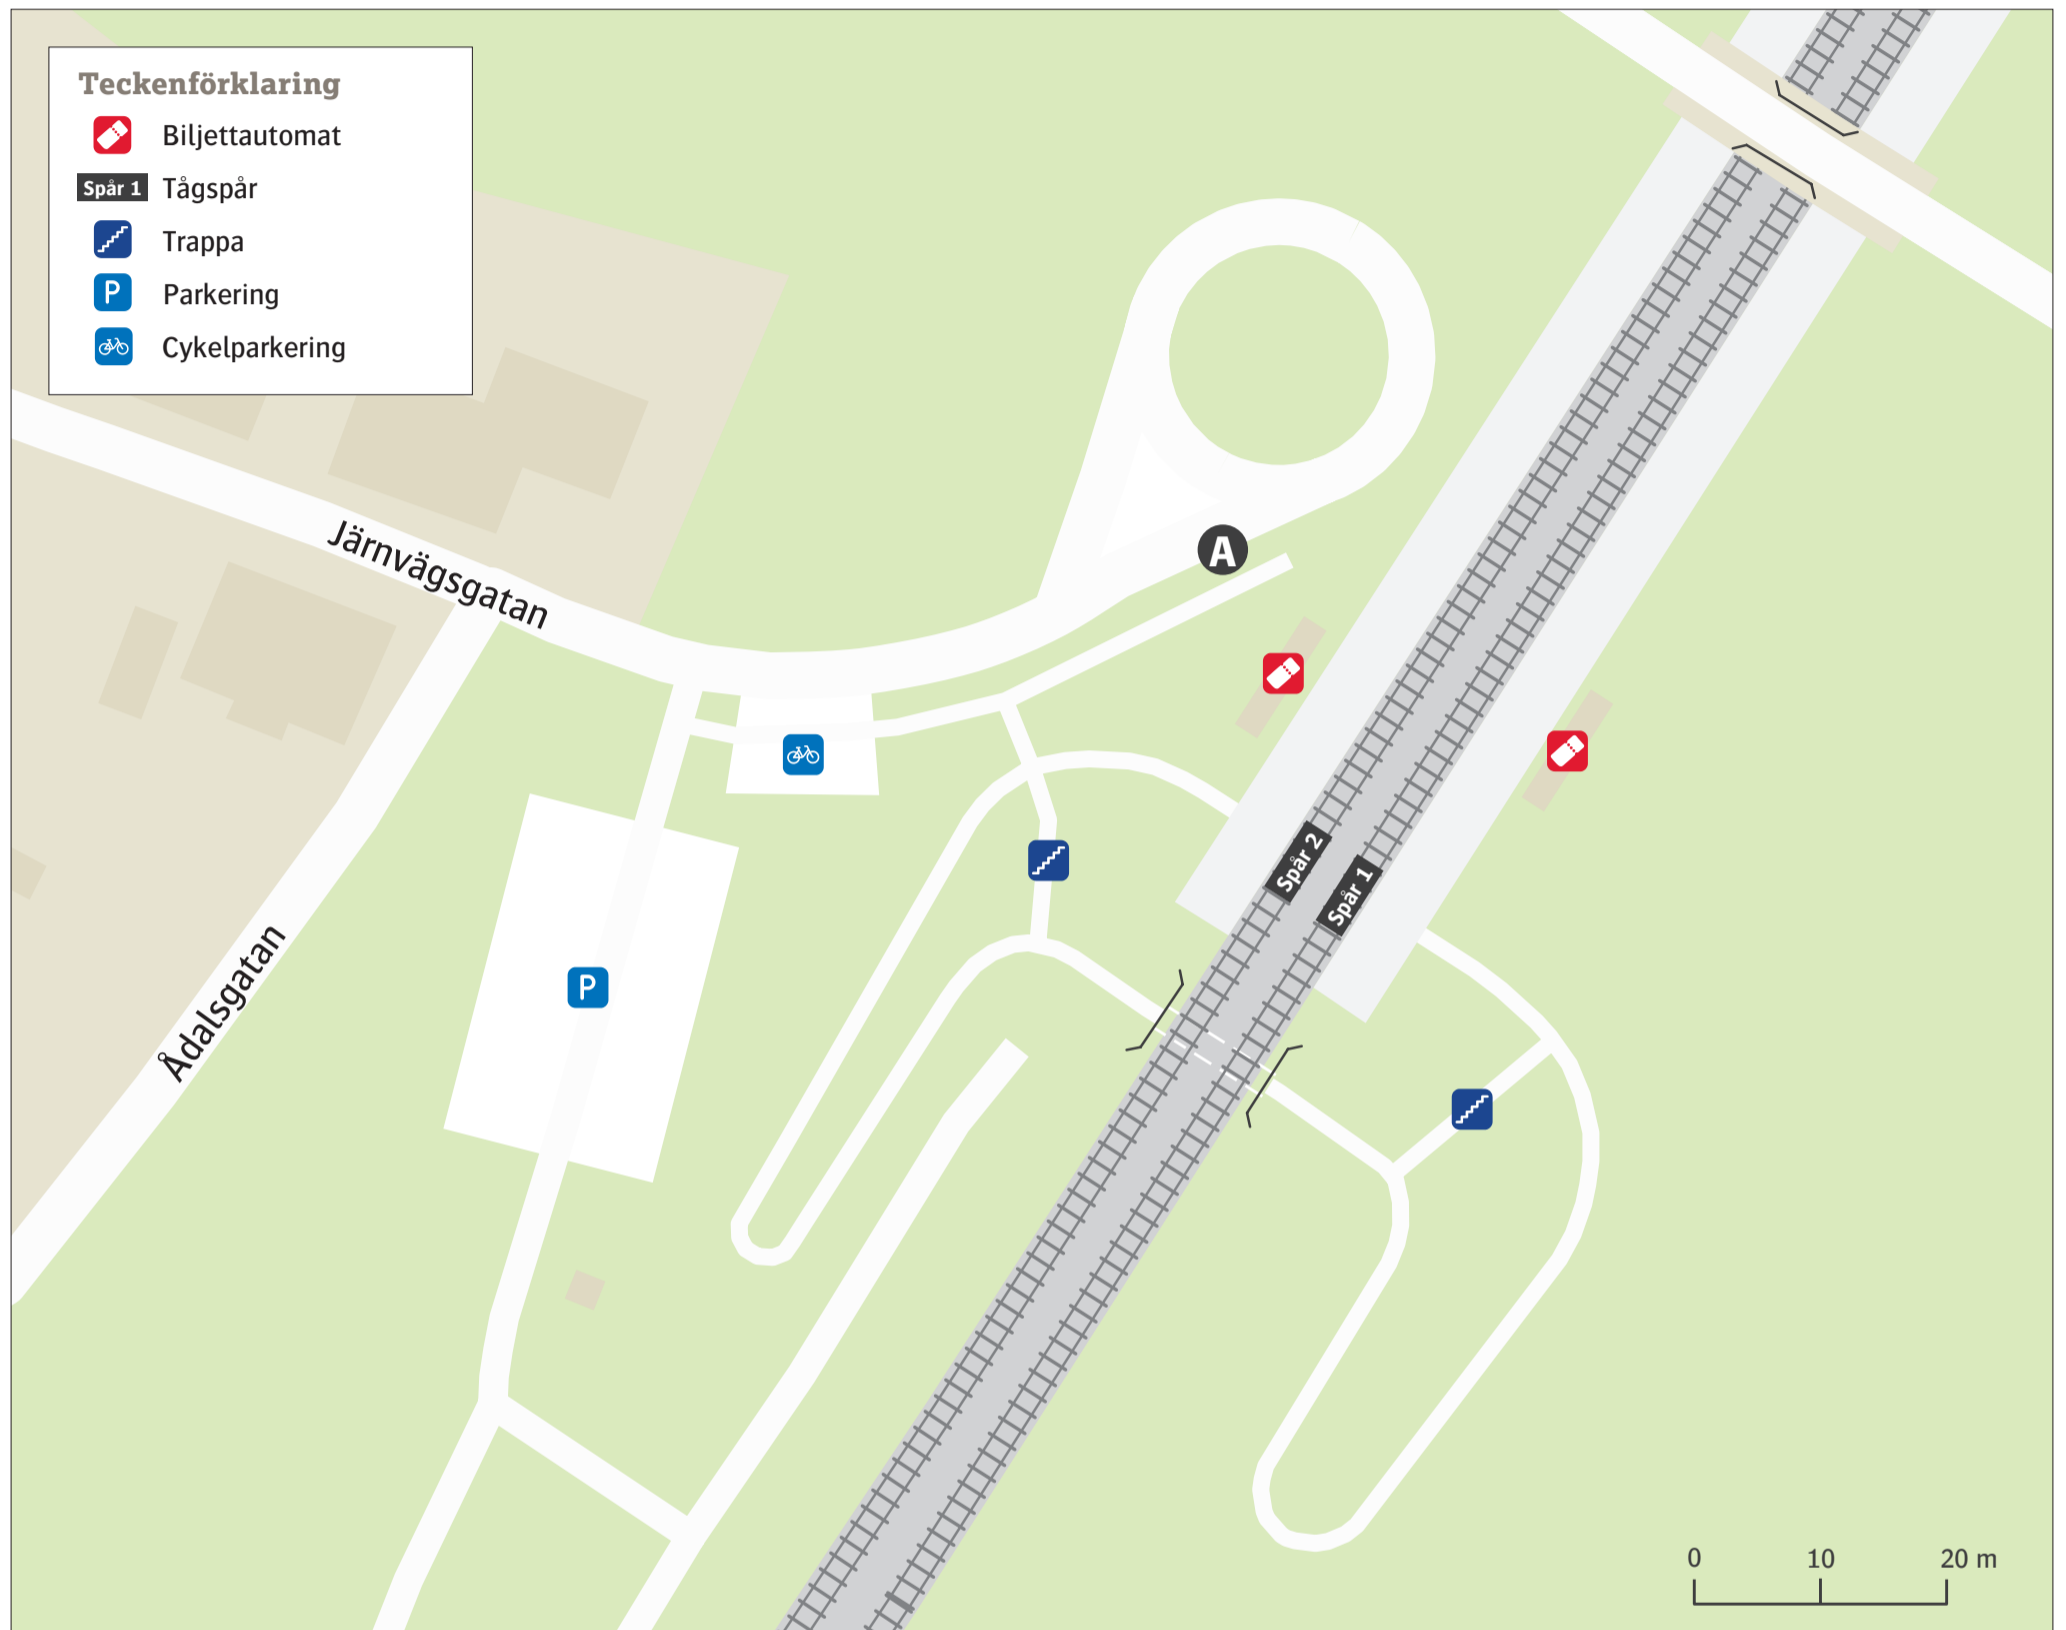 Teckenförklaring
Biljettautomat
Spår 1 Tågspår
Trappa
P Parkering
Cykelparkering
Järnvägsgatan
A
Spår 2
Spår 1
Ådalsgatan
P
0 10 20 m